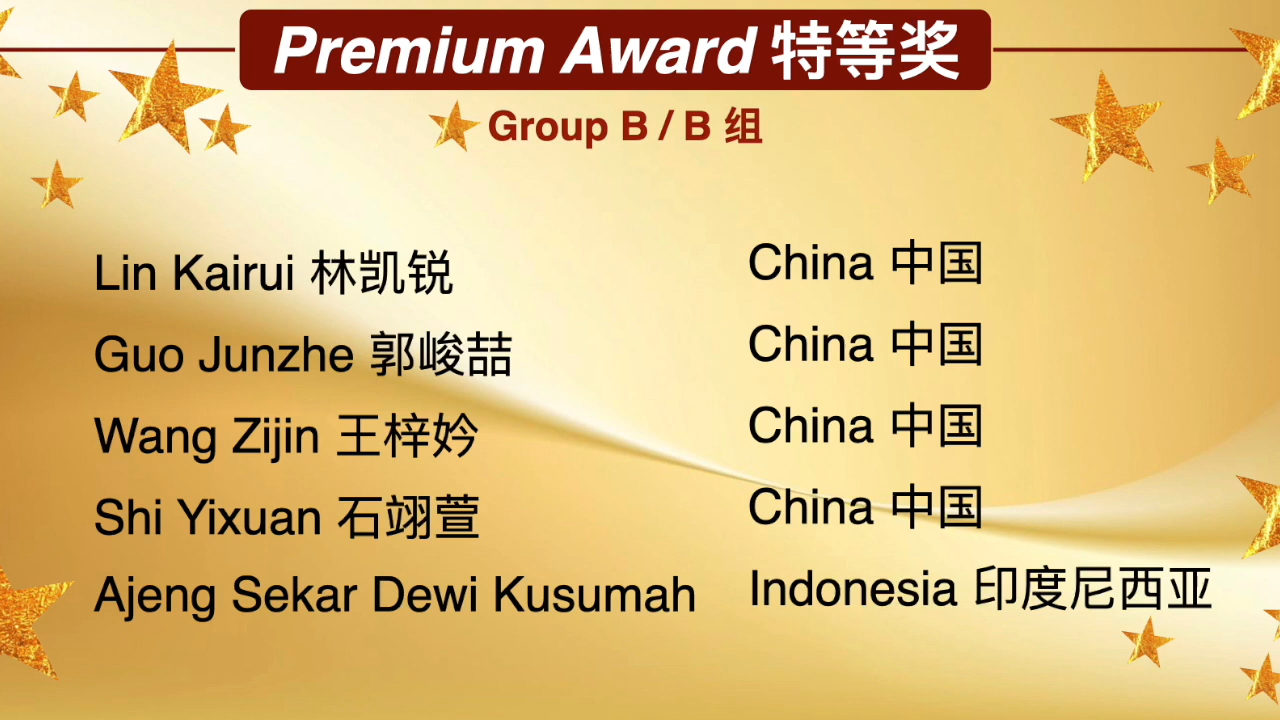 Premium Award 特等奖
Group B / B 组
Lin Kairui 林凯锐 China 中国
Guo Junzhe 郭峻喆 China 中国
Wang Zijin 王梓妗 China 中国
Shi Yixuan 石翊萱 China 中国
Ajeng Sekar Dewi Kusumah Indonesia 印度尼西亚